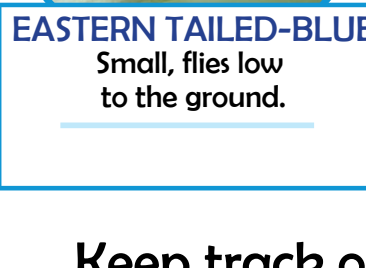 EASTERN TAILED-BLUE
Small, flies low
to the ground.
Keep track o